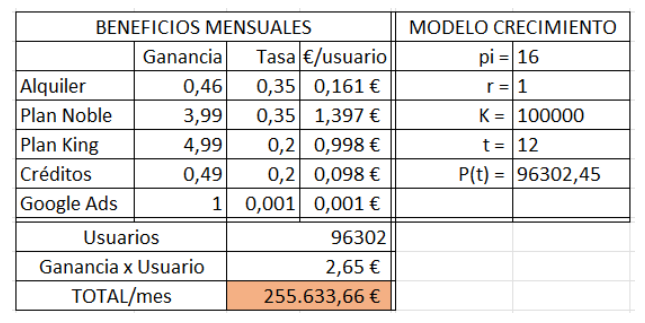 BENEFICIOS MENSUALES MODELO CRECIMIENTO
Ganancia Tasa €/usuario pi = 16
Alquiler 0,46 0,35 0,161 € r = 1
Plan Noble 3,99 0,35 1,397 € K = 100000
Plan King 4,99 0,2 0,998 € t = 12
Créditos 0,49 0,2 0,098 € P(t) = 96302,45
Google Ads 1 0,001 0,001 €
Usuarios 96302
Ganancia x Usuario 2,65 €
TOTAL/mes 255.633,66 €